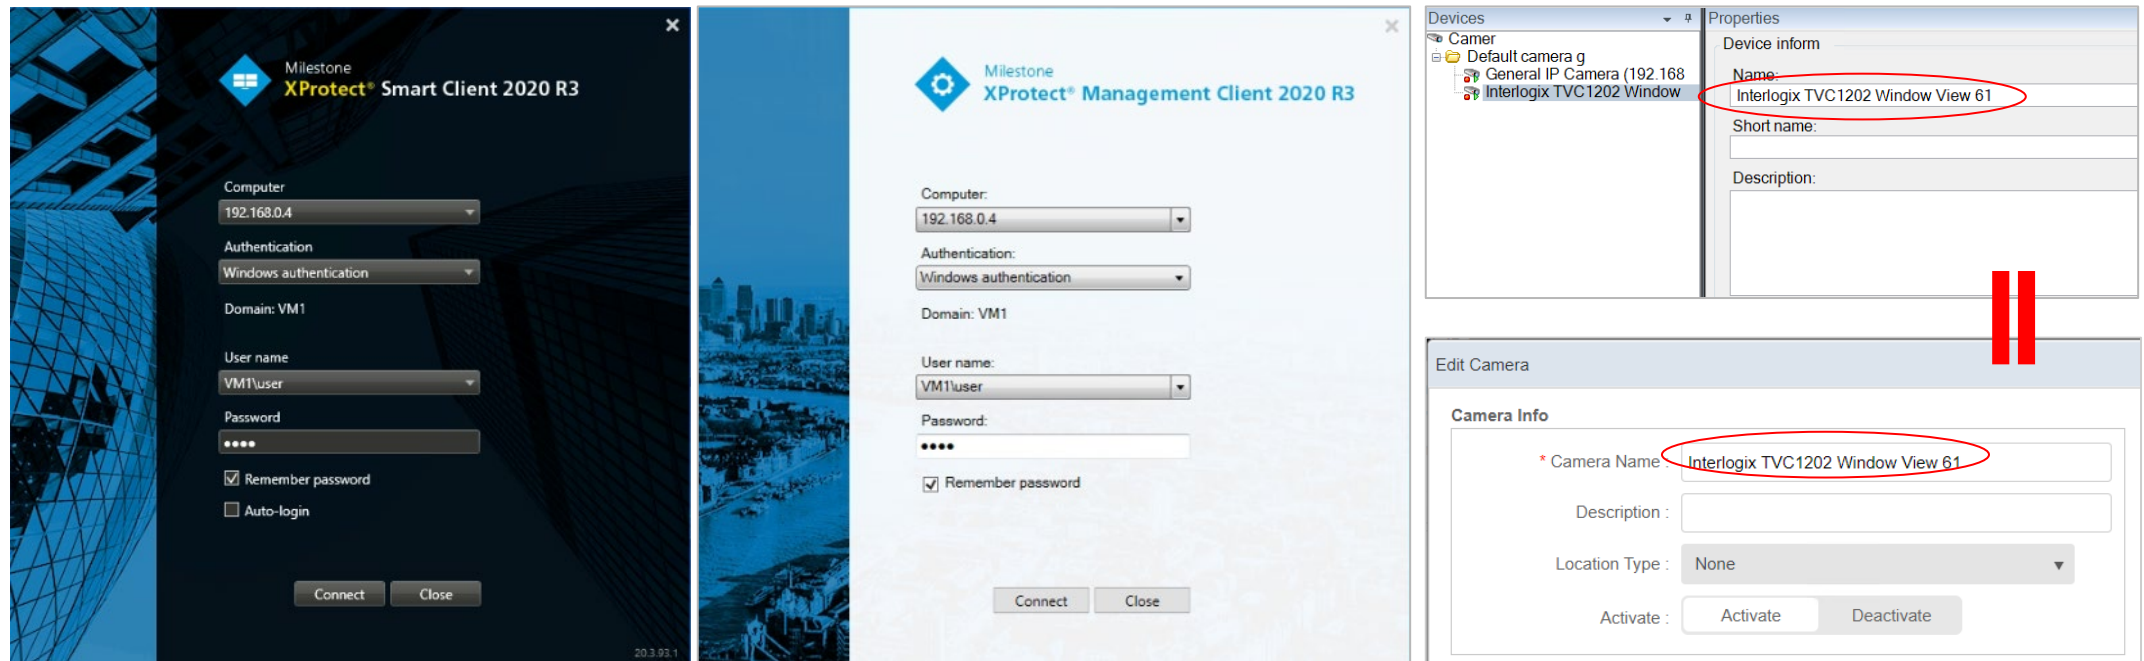 Milestone
XProtect® Smart Client 2020 R3
Computer
192.168.0.4
Authentication
Windows authentication
Domain: VM1
User name
VM1\user
Password
Remember password
Auto-login
Connect
Close
20.3.93.1
Milestone
XProtect® Management Client 2020 R3
Computer:
192.168.0.4
Authentication:
Windows authentication
Domain: VM1
User name:
VM1\user
Password:
Remember password
Connect
Close
Devices
Camer
Default camera g
General IP Camera (192.168
Interlogix TVC1202 Window
Properties
Device inform
Name:
Interlogix TVC1202 Window View 61
Short name:
Description:
Edit Camera
Camera Info
* Camera Name : Interlogix TVC1202 Window View 61
Description :
Location Type : None
Activate : Activate Deactivate